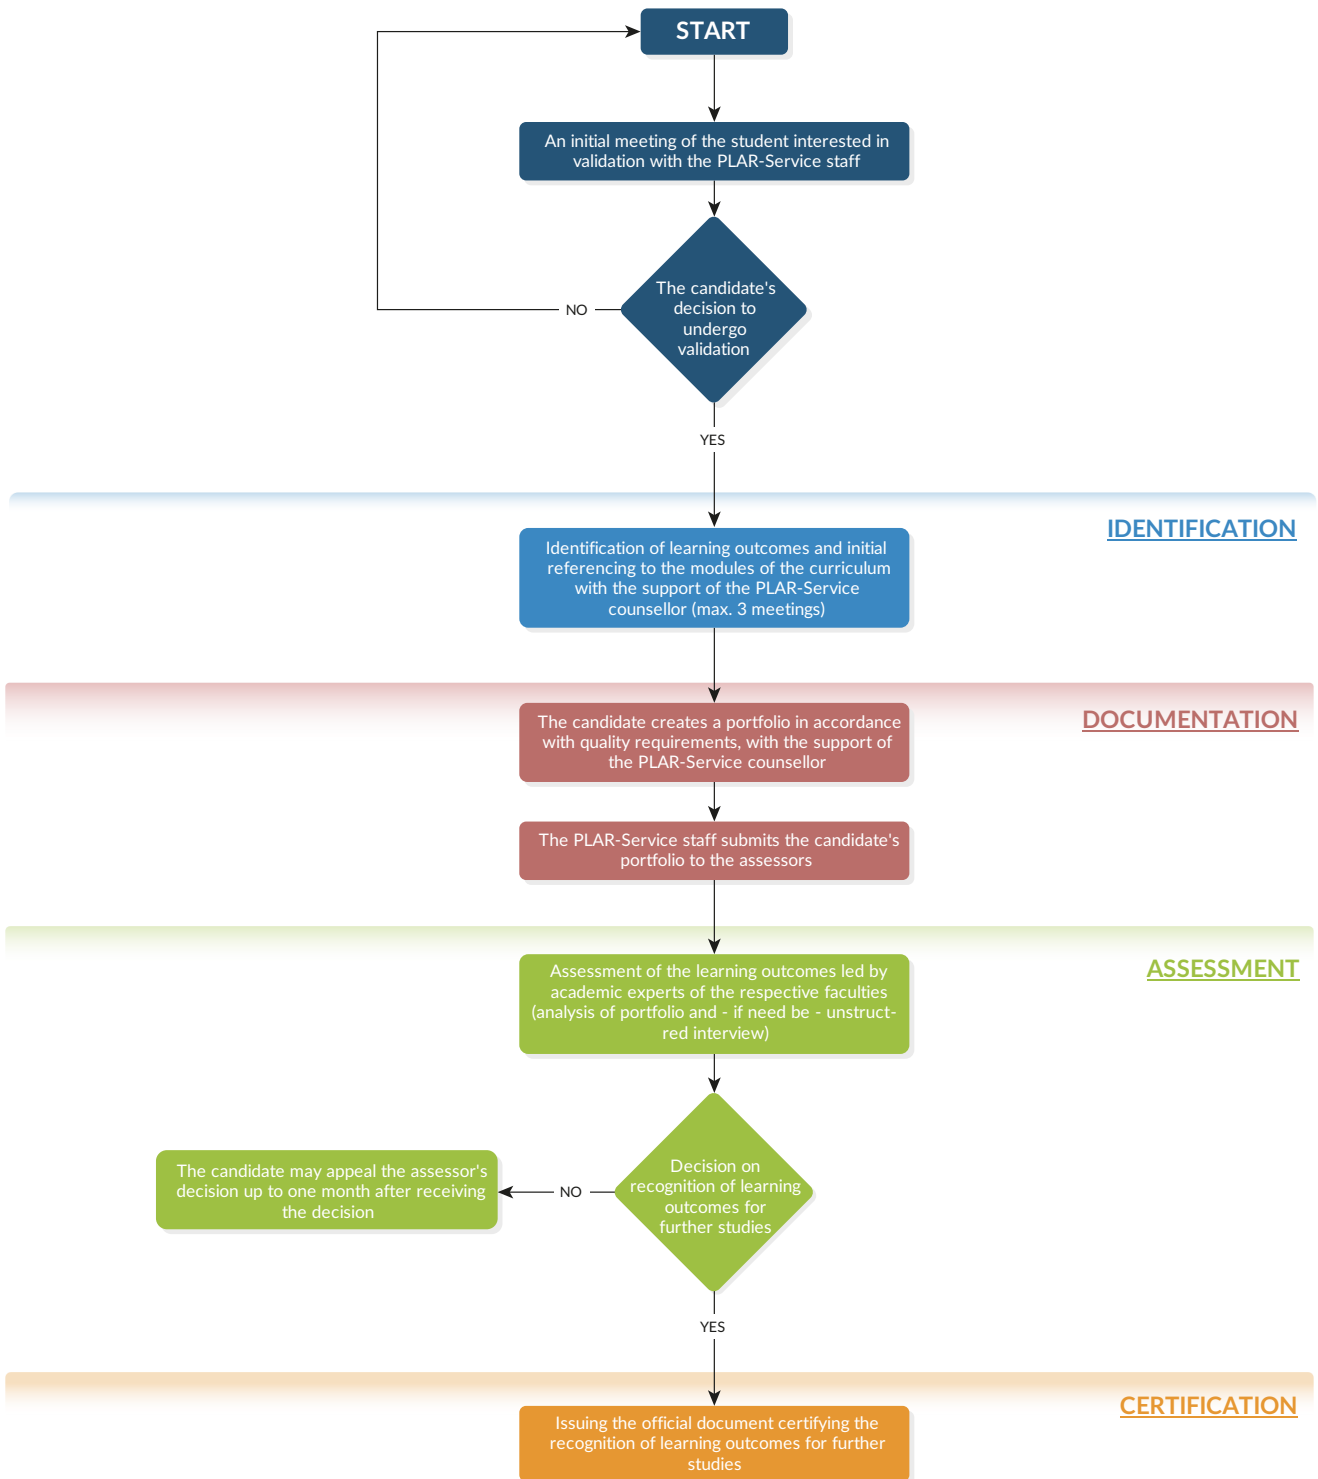 START
An initial meeting of the student interested in
validation with the PLAR-Service staff
The candidate's
decision to
undergo
validation
NO
YES
IDENTIFICATION
Identification of learning outcomes and initial
referencing to the modules of the curriculum
with the support of the PLAR-Service
counsellor (max. 3 meetings)
DOCUMENTATION
The candidate creates a portfolio in accordance
with quality requirements, with the support of
the PLAR-Service counsellor
The PLAR-Service staff submits the candidate's
portfolio to the assessors
ASSESSMENT
Assessment of the learning outcomes led by
academic experts of the respective faculties
(analysis of portfolio and - if need be - unstruct-
red interview)
Decision on
recognition of learning
outcomes for
further studies
NO
The candidate may appeal the assessor's
decision up to one month after receiving
the decision
YES
CERTIFICATION
Issuing the official document certifying the
recognition of learning outcomes for further
studies